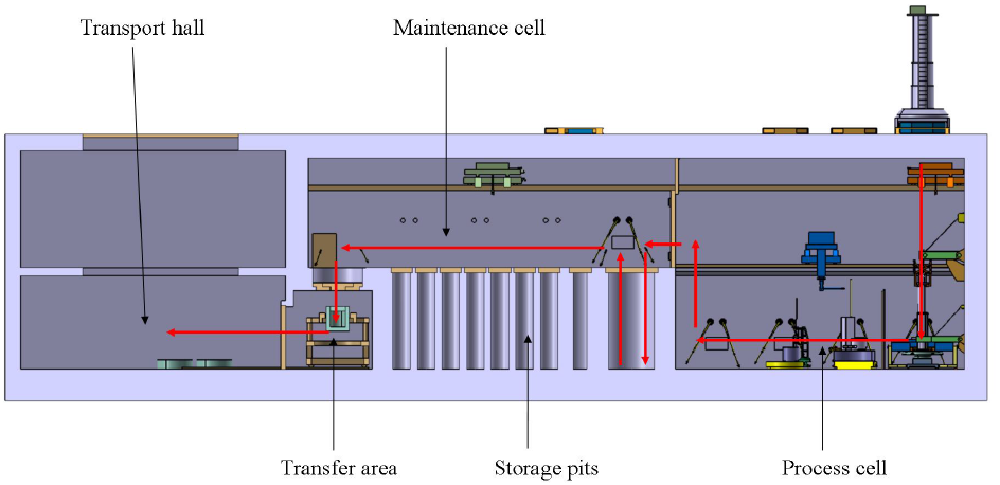 Transport hall
Maintenance cell
Transfer area
Storage pits
Process cell